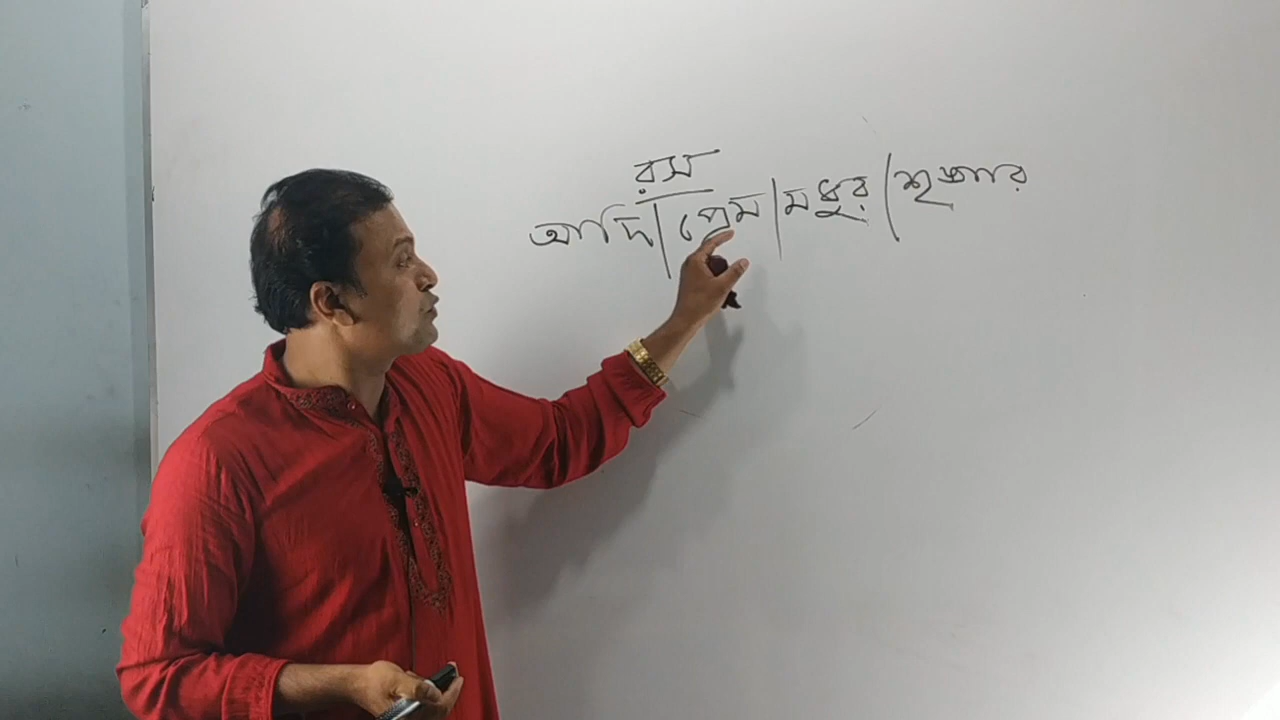 রস
আদি | প্রেম | মধুর | শৃঙ্গার